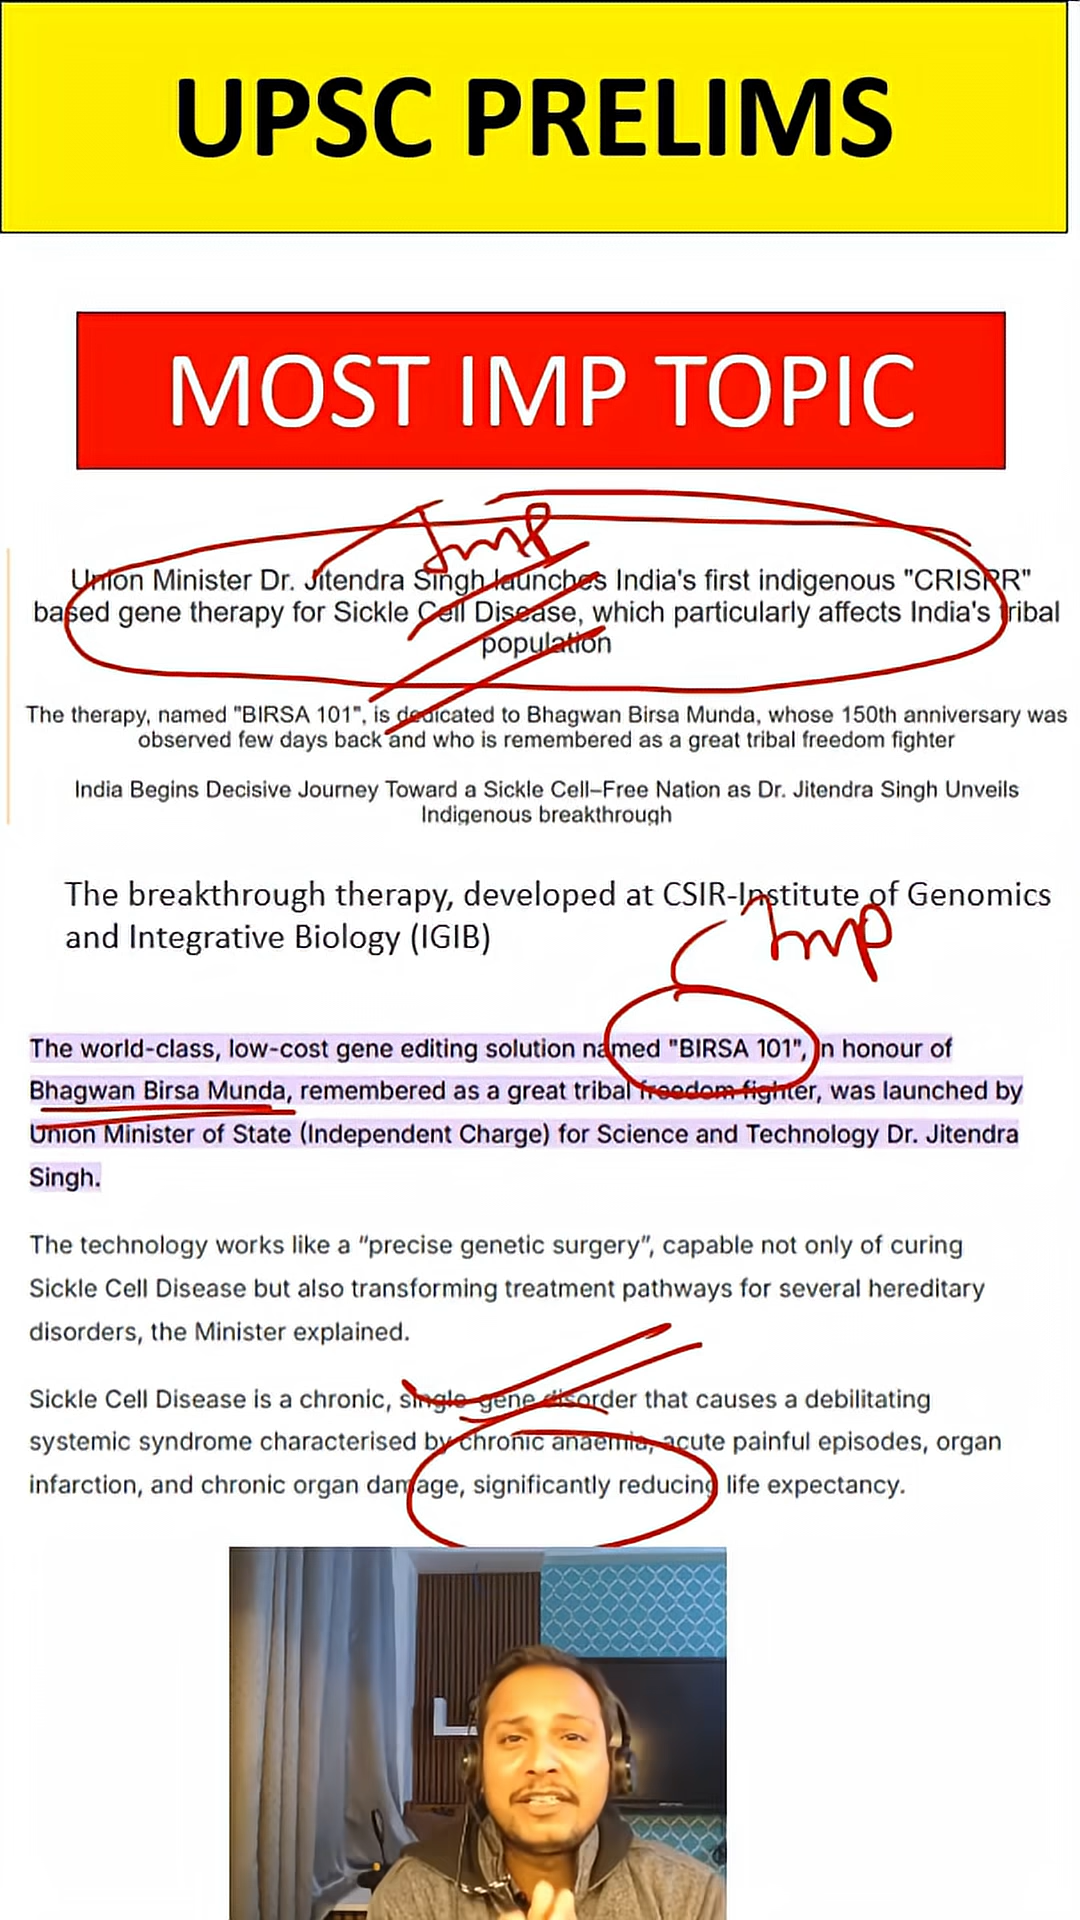 UPSC PRELIMS
MOST IMP TOPIC
Imp
Union Minister Dr. Jitendra Singh launches India's first indigenous "CRISPR"
based gene therapy for Sickle Cell Disease, which particularly affects India's tribal
population
The therapy, named "BIRSA 101", is dedicated to Bhagwan Birsa Munda, whose 150th anniversary was
observed few days back and who is remembered as a great tribal freedom fighter
India Begins Decisive Journey Toward a Sickle Cell–Free Nation as Dr. Jitendra Singh Unveils
Indigenous breakthrough
The breakthrough therapy, developed at CSIR-Institute of Genomics
and Integrative Biology (IGIB)
Imp
The world-class, low-cost gene editing solution named "BIRSA 101", in honour of
Bhagwan Birsa Munda, remembered as a great tribal freedom fighter, was launched by
Union Minister of State (Independent Charge) for Science and Technology Dr. Jitendra
Singh.
The technology works like a “precise genetic surgery”, capable not only of curing
Sickle Cell Disease but also transforming treatment pathways for several hereditary
disorders, the Minister explained.
Sickle Cell Disease is a chronic, single-gene disorder that causes a debilitating
systemic syndrome characterised by chronic anaemia, acute painful episodes, organ
infarction, and chronic organ damage, significantly reducing life expectancy.